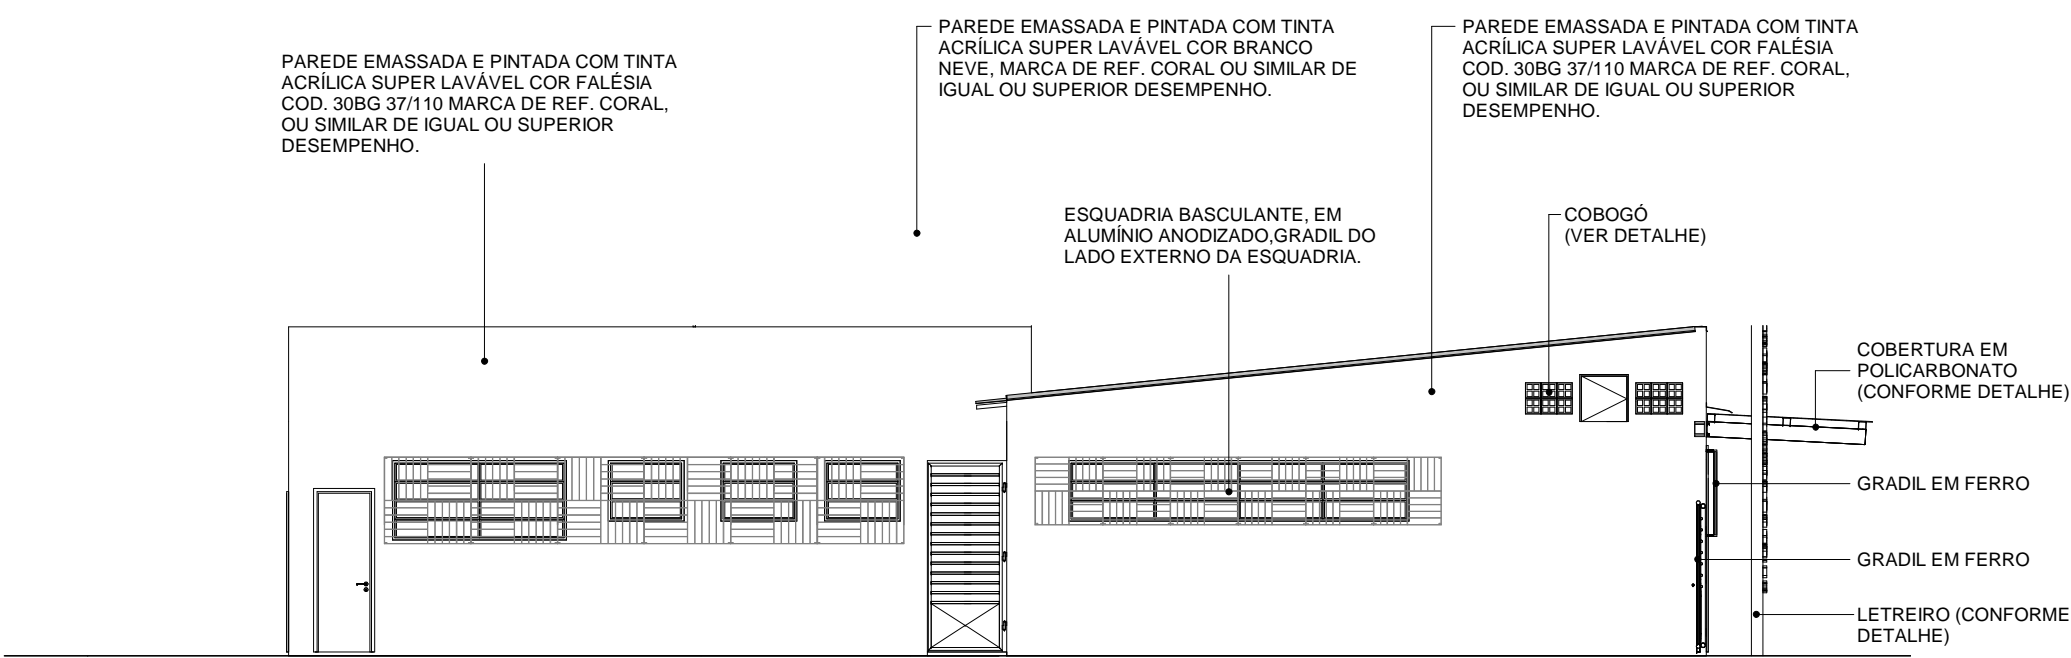 PAREDE EMASSADA E PINTADA COM TINTA
ACRÍLICA SUPER LAVÁVEL COR FALÉSIA
COD. 30BG 37/110 MARCA DE REF. CORAL,
OU SIMILAR DE IGUAL OU SUPERIOR
DESEMPENHO.
PAREDE EMASSADA E PINTADA COM TINTA
ACRÍLICA SUPER LAVÁVEL COR BRANCO
NEVE, MARCA DE REF. CORAL OU SIMILAR DE
IGUAL OU SUPERIOR DESEMPENHO.
PAREDE EMASSADA E PINTADA COM TINTA
ACRÍLICA SUPER LAVÁVEL COR FALÉSIA
COD. 30BG 37/110 MARCA DE REF. CORAL,
OU SIMILAR DE IGUAL OU SUPERIOR
DESEMPENHO.
ESQUADRIA BASCULANTE, EM
ALUMÍNIO ANODIZADO,GRADIL DO
LADO EXTERNO DA ESQUADRIA.
COBOGÓ
(VER DETALHE)
COBERTURA EM
POLICARBONATO
(CONFORME DETALHE)
GRADIL EM FERRO
GRADIL EM FERRO
LETREIRO (CONFORME
DETALHE)